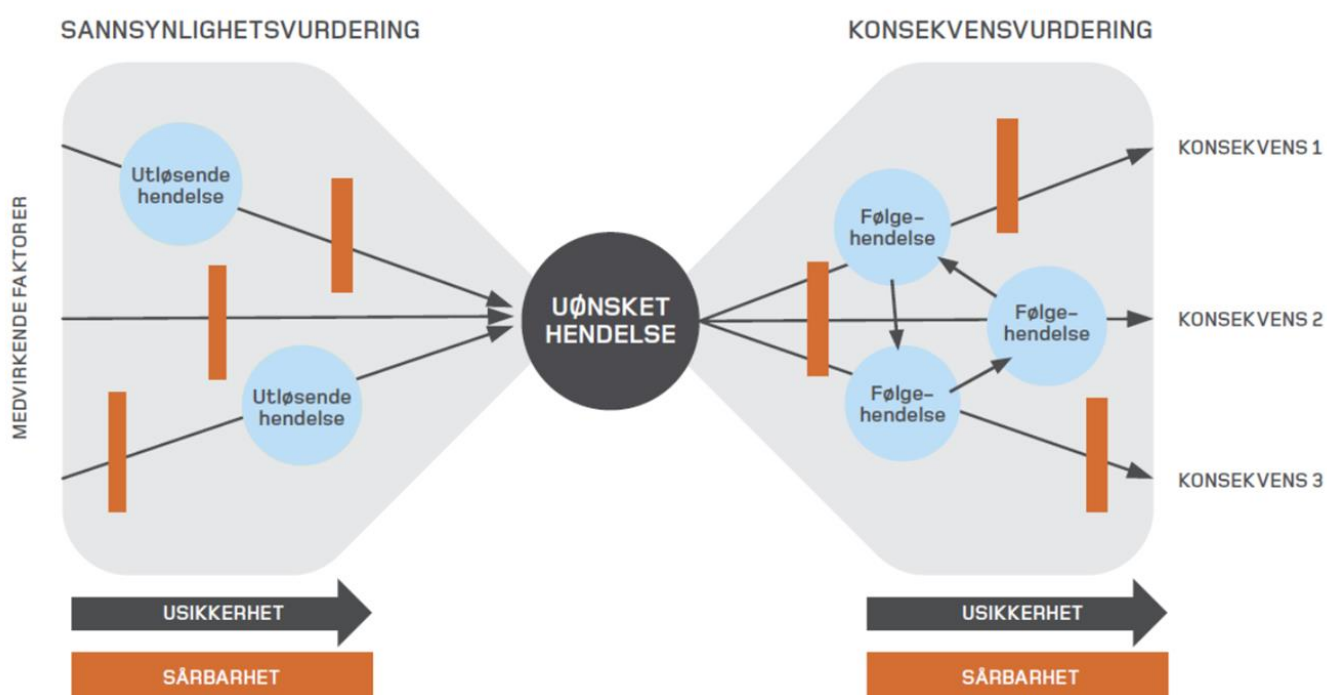 SANNSYNLIGHETSVURDERING
KONSEKVENSVURDERING
MEDVIRKENDE FAKTORER
Utløsende
hendelse
Utløsende
hendelse
UØNSKET
HENDELSE
Følge-
hendelse
Følge-
hendelse
Følge-
hendelse
KONSEKVENS 1
KONSEKVENS 2
KONSEKVENS 3
USIKKERHET
SÅRBARHET
USIKKERHET
SÅRBARHET